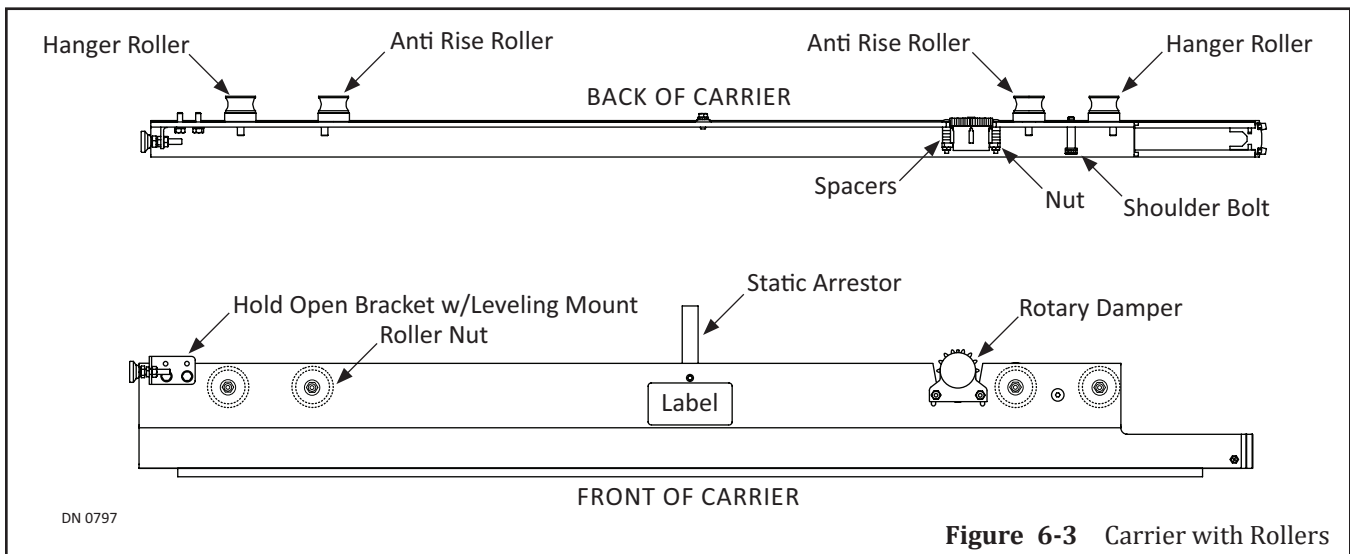 Hanger Roller
Anti Rise Roller
Anti Rise Roller
Hanger Roller
BACK OF CARRIER
Spacers
Nut
Shoulder Bolt
Hold Open Bracket w/Leveling Mount
Roller Nut
Static Arrestor
Rotary Damper
Label
FRONT OF CARRIER
DN 0797
Figure 6-3 Carrier with Rollers